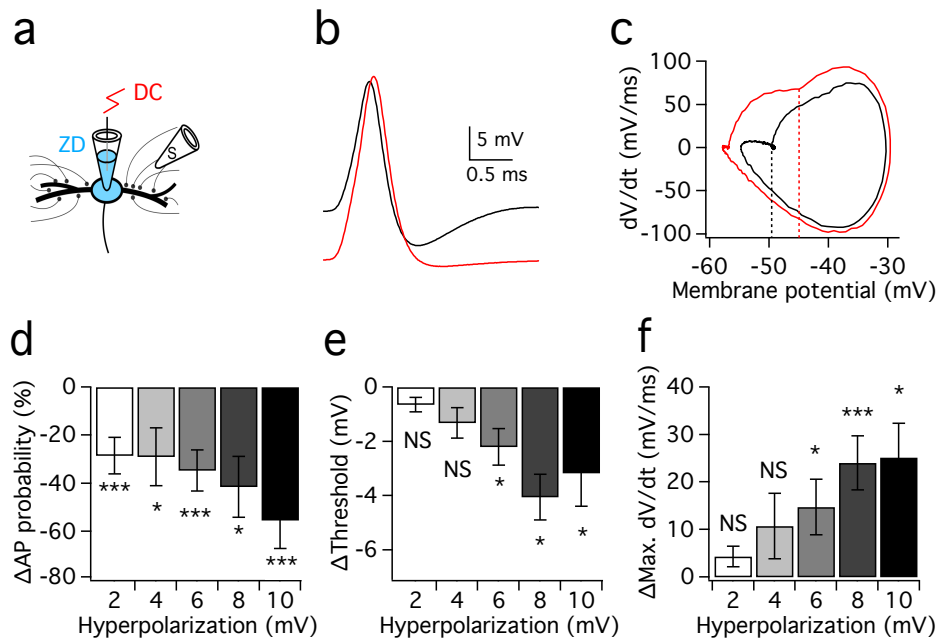 a
DC
ZD
S
b
5 mV
0.5 ms
c
dV/dt (mV/ms)
100
50
0
-50
-100
-60
-50
-40
-30
Membrane potential (mV)
d
ΔAP probability (%)
0
-20
-40
-60
-80
***
*
***
*
***
2
4
6
8
10
Hyperpolarization (mV)
e
ΔThreshold (mV)
0
-2
-4
-6
NS
NS
*
*
*
2
4
6
8
10
Hyperpolarization (mV)
f
ΔMax. dV/dt (mV/ms)
40
30
20
10
0
NS
NS
*
***
*
2
4
6
8
10
Hyperpolarization (mV)